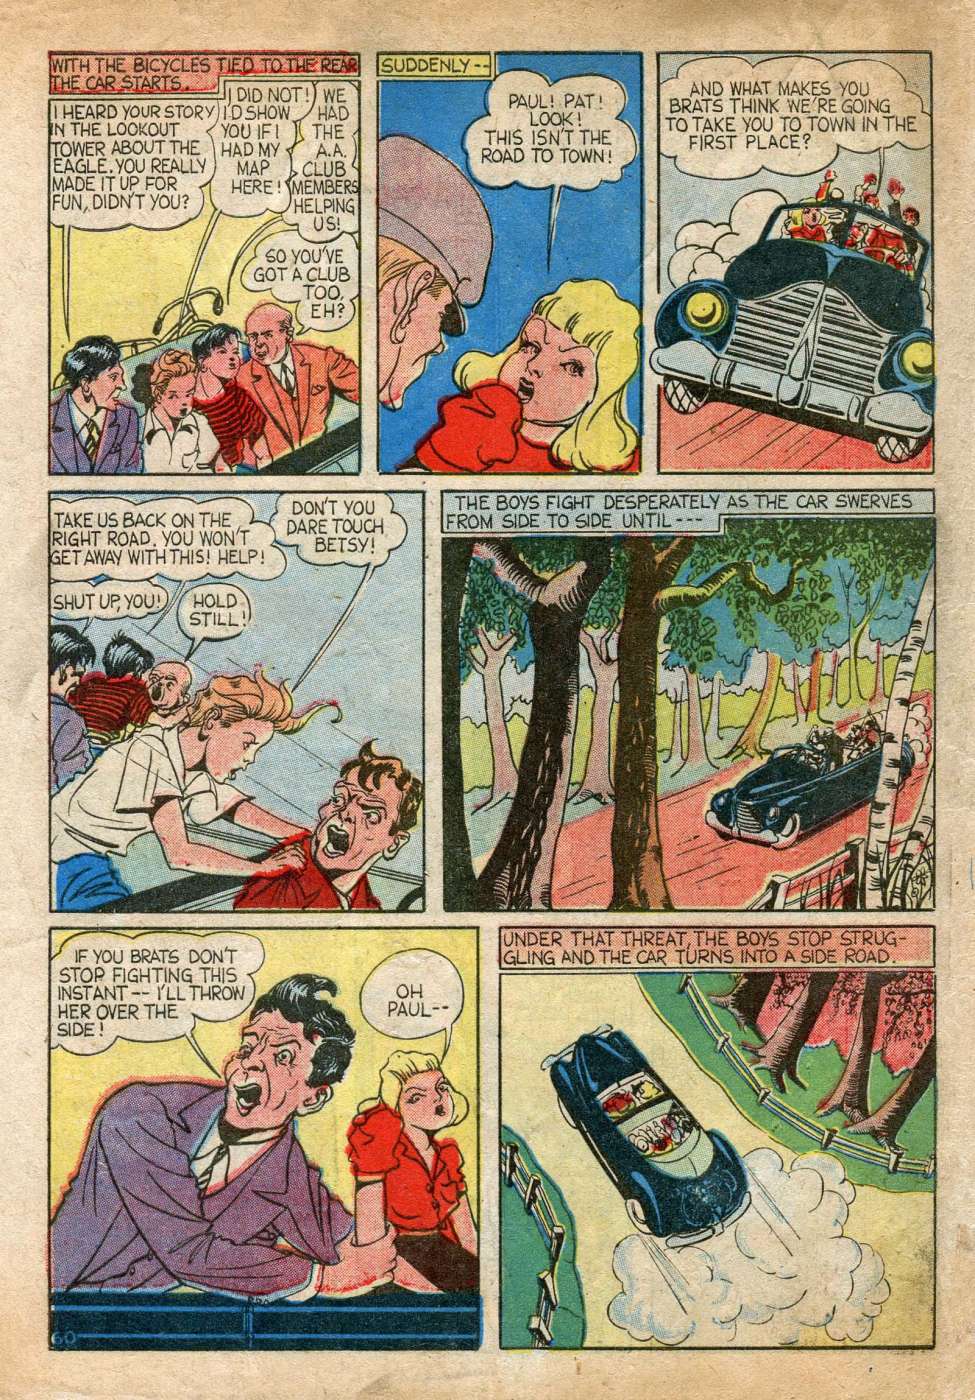 WITH THE BICYCLES TIED TO THE REAR
THE CAR STARTS.
I HEARD YOUR STORY
IN THE LOOKOUT
TOWER ABOUT THE
EAGLE. YOU REALLY
MADE IT UP FOR
FUN, DIDN'T YOU?
I DID NOT!
I'D SHOW
YOU IF I
HAD MY
MAP
HERE!
WE
HAD
THE
A.A.
CLUB
MEMBERS
HELPING
US!
SO YOU'VE
GOT A CLUB
TOO,
EH?
SUDDENLY--
PAUL! PAT!
LOOK!
THIS ISN'T THE
ROAD TO TOWN!
AND WHAT MAKES YOU
BRATS THINK WE'RE GOING
TO TAKE YOU TO TOWN IN THE
FIRST PLACE?
TAKE US BACK ON THE
RIGHT ROAD. YOU WON'T
GET AWAY WITH THIS! HELP!
DON'T YOU
DARE TOUCH
BETSY!
SHUT UP, YOU!
HOLD
STILL!
THE BOYS FIGHT DESPERATELY AS THE CAR SWERVES
FROM SIDE TO SIDE UNTIL---
IF YOU BRATS DON'T
STOP FIGHTING THIS
INSTANT-- I'LL THROW
HER OVER THE
SIDE!
OH
PAUL--
60
UNDER THAT THREAT, THE BOYS STOP STRUG-
GLING AND THE CAR TURNS INTO A SIDE ROAD.